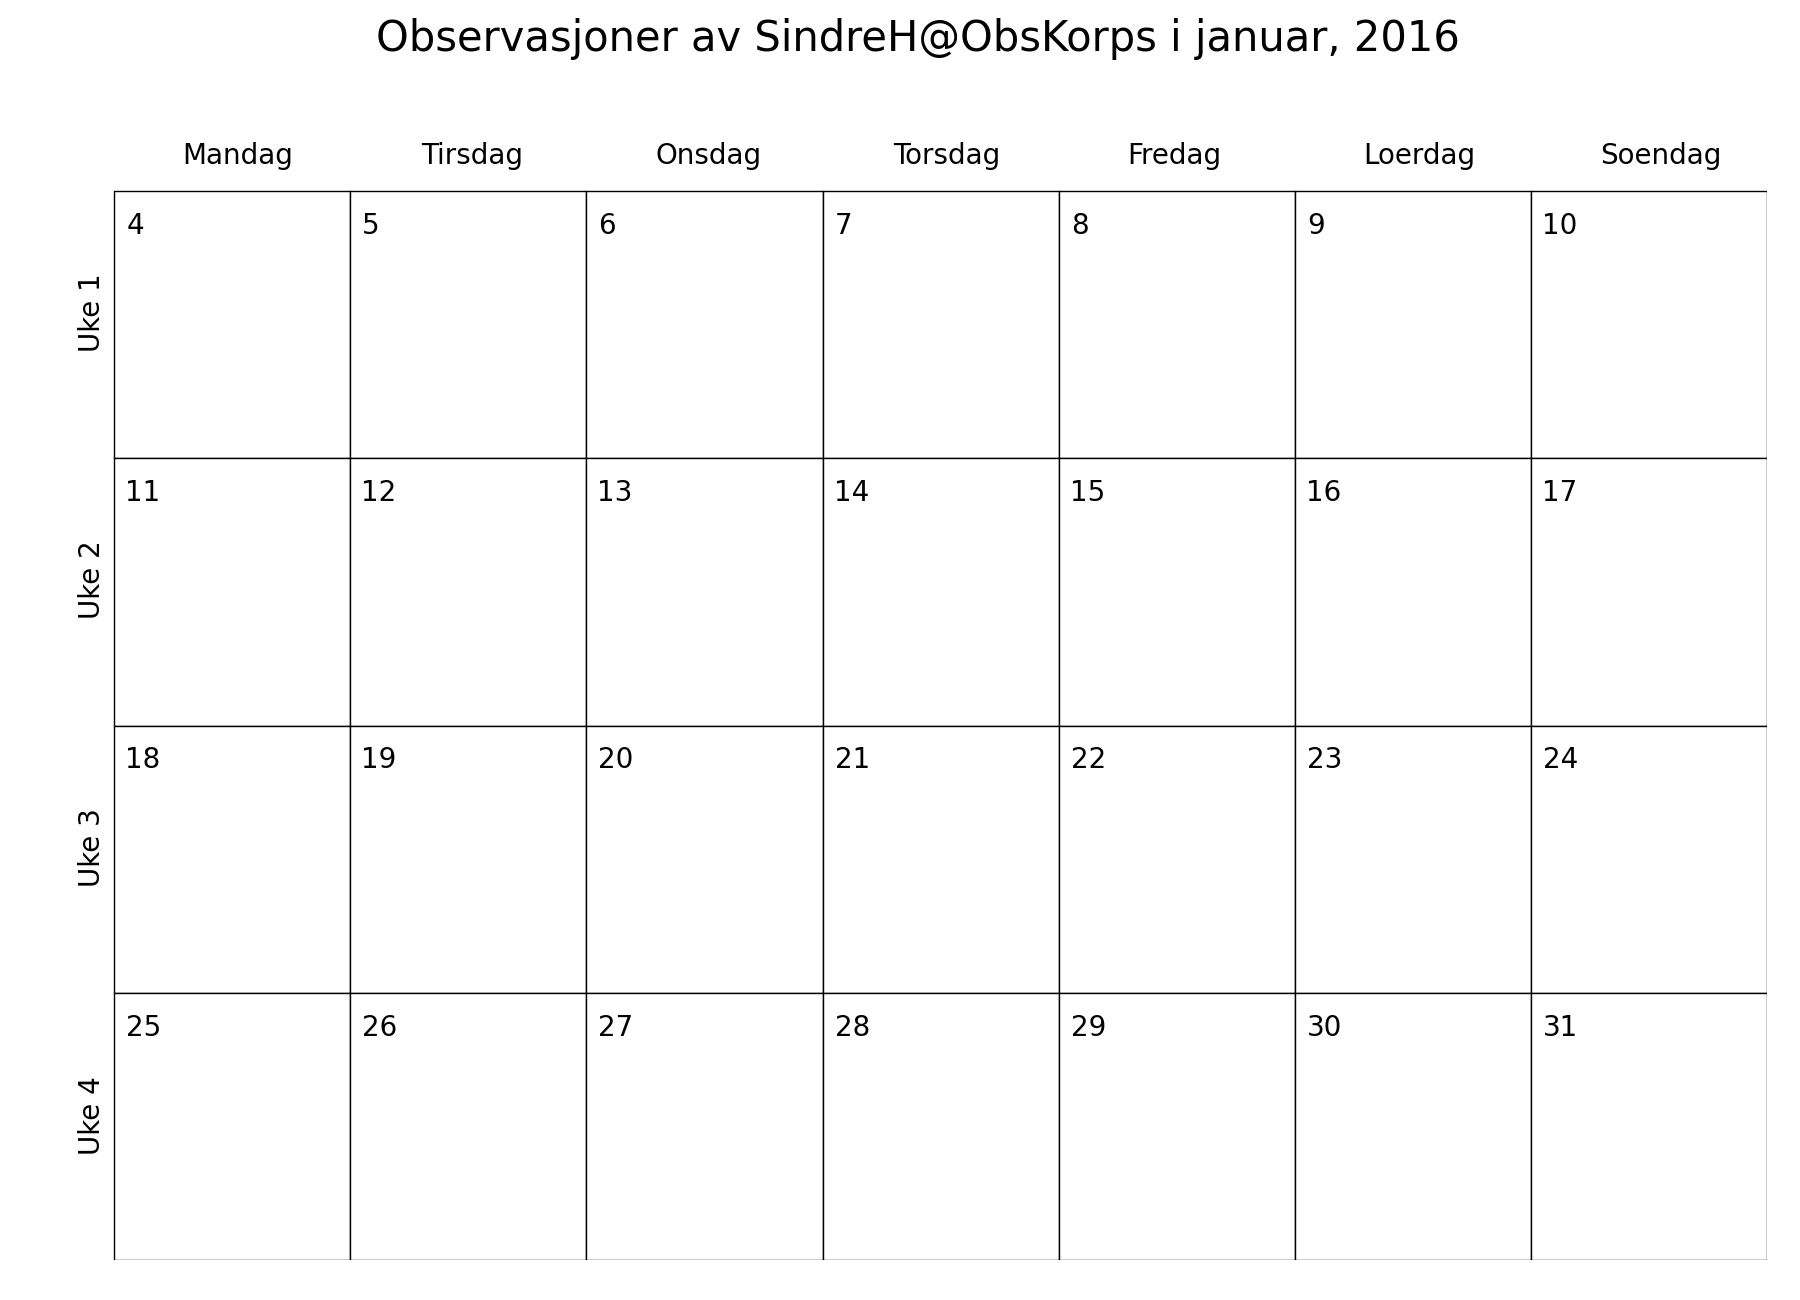 Observasjoner av SindreH@ObsKorps i januar, 2016
Mandag Tirsdag Onsdag Torsdag Fredag Loerdag Soendag
Uke 1
4 5 6 7 8 9 10
Uke 2
11 12 13 14 15 16 17
Uke 3
18 19 20 21 22 23 24
Uke 4
25 26 27 28 29 30 31